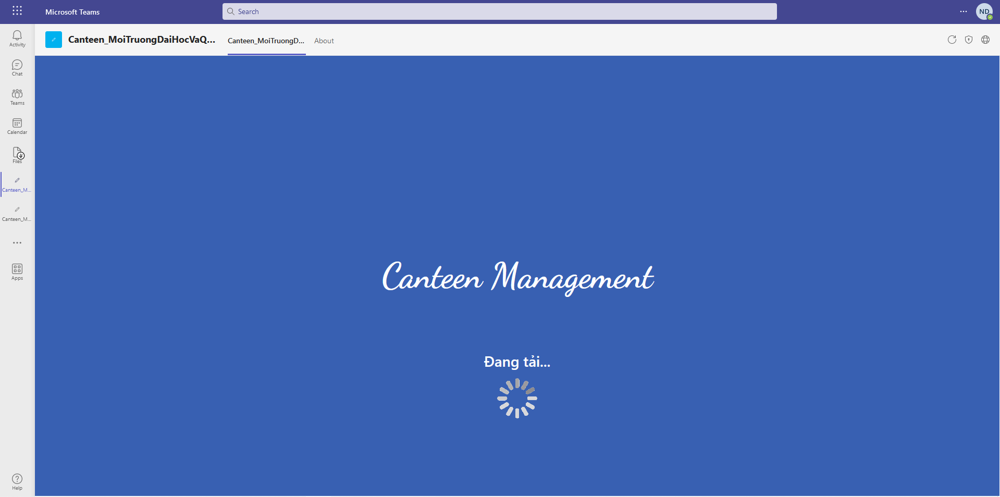 Microsoft Teams
Search
ND
Canteen_MoiTruongDaiHocVaQ...
Canteen_MoiTruongD...
About
Activity
Chat
Teams
Calendar
Files
Canteen_M...
Canteen_M...
Apps
Help
Canteen Management
Đang tải...